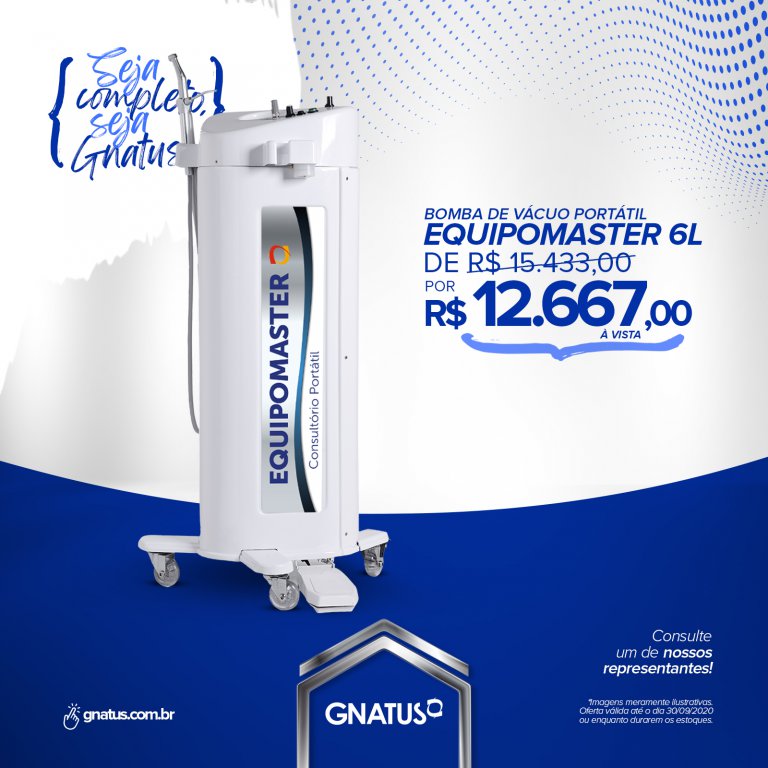 Seja
completo,
seja
Gnatus
BOMBA DE VÁCUO PORTÁTIL
EQUIPOMASTER 6L
DE R$ 15.433,00
POR
R$ 12.667,00
À VISTA
EQUIPOMASTER
Consultório Portátil
Consulte
um de nossos
representantes!
gnatus.com.br
GNATUS
*Imagens meramente ilustrativas.
Oferta válida até o dia 30/09/2020
ou enquanto durarem os estoques.